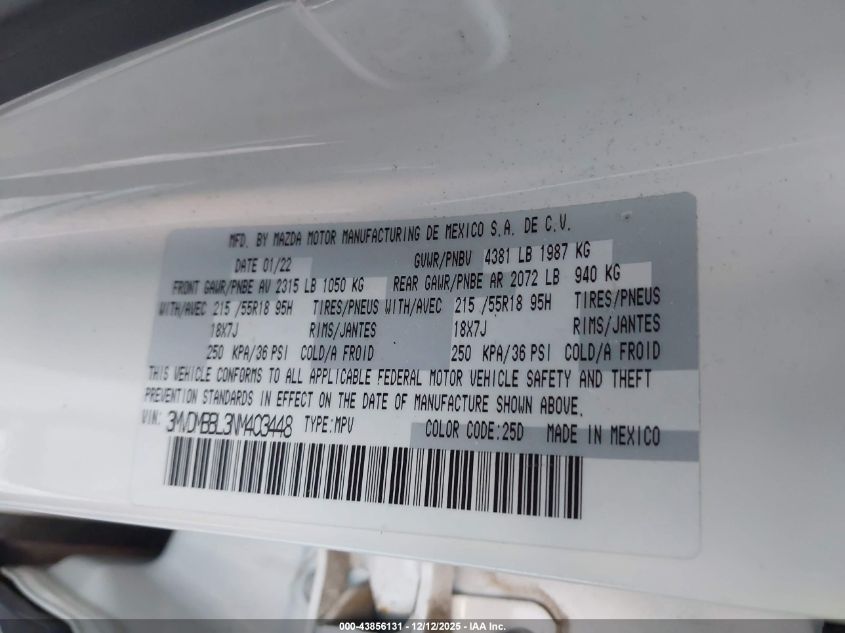 MFD. BY MAZDA MOTOR MANUFACTURING DE MEXICO S.A. DE C.V.
DATE 01/22 GVWR/PNBV 4381 LB 1987 KG
FRONT GAWR/PNBE AV 2315 LB 1050 KG REAR GAWR/PNBE AR 2072 LB 940 KG
WITH/AVEC 215 /55R18 95H TIRES/PNEUS WITH/AVEC 215 /55R18 95H TIRES/PNEUS
18X7J RIMS/JANTES 18X7J RIMS/JANTES
250 KPA/36 PSI COLD/A FROID 250 KPA/36 PSI COLD/A FROID
THIS VEHICLE CONFORMS TO ALL APPLICABLE FEDERAL MOTOR VEHICLE SAFETY AND THEFT
PREVENTION STANDARDS IN EFFECT ON THE DATE OF MANUFACTURE SHOWN ABOVE.
VIN: 3MVDMBBL3NM403448 TYPE:MPV COLOR CODE:25D MADE IN MEXICO
000-43856131 - 12/12/2025 - IAA Inc.